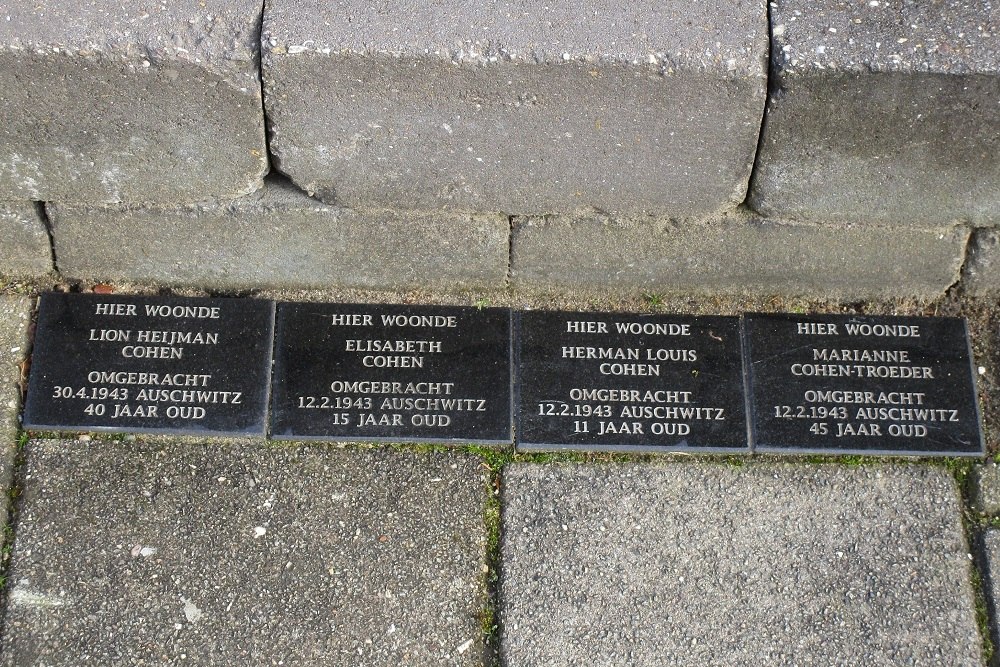 HIER WOONDE
LION HEIJMAN
COHEN
OMGEBRACHT
30.4.1943 AUSCHWITZ
40 JAAR OUD
HIER WOONDE
ELISABETH
COHEN
OMGEBRACHT
12.2.1943 AUSCHWITZ
15 JAAR OUD
HIER WOONDE
HERMAN LOUIS
COHEN
OMGEBRACHT
12.2.1943 AUSCHWITZ
11 JAAR OUD
HIER WOONDE
MARIANNE
COHEN-TROEDER
OMGEBRACHT
12.2.1943 AUSCHWITZ
45 JAAR OUD